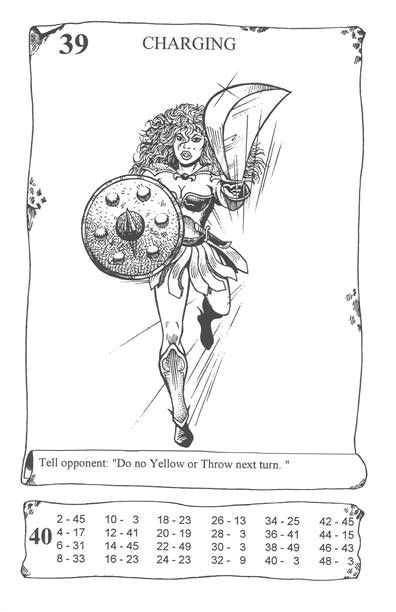 39 CHARGING
Tell opponent: "Do no Yellow or Throw next turn. "
40
2 - 45 10 - 3 18 - 23 26 - 13 34 - 25 42 - 45
4 - 17 12 - 41 20 - 19 28 - 3 36 - 41 44 - 15
6 - 31 14 - 45 22 - 49 30 - 3 38 - 49 46 - 43
8 - 33 16 - 23 24 - 23 32 - 9 40 - 3 48 - 3